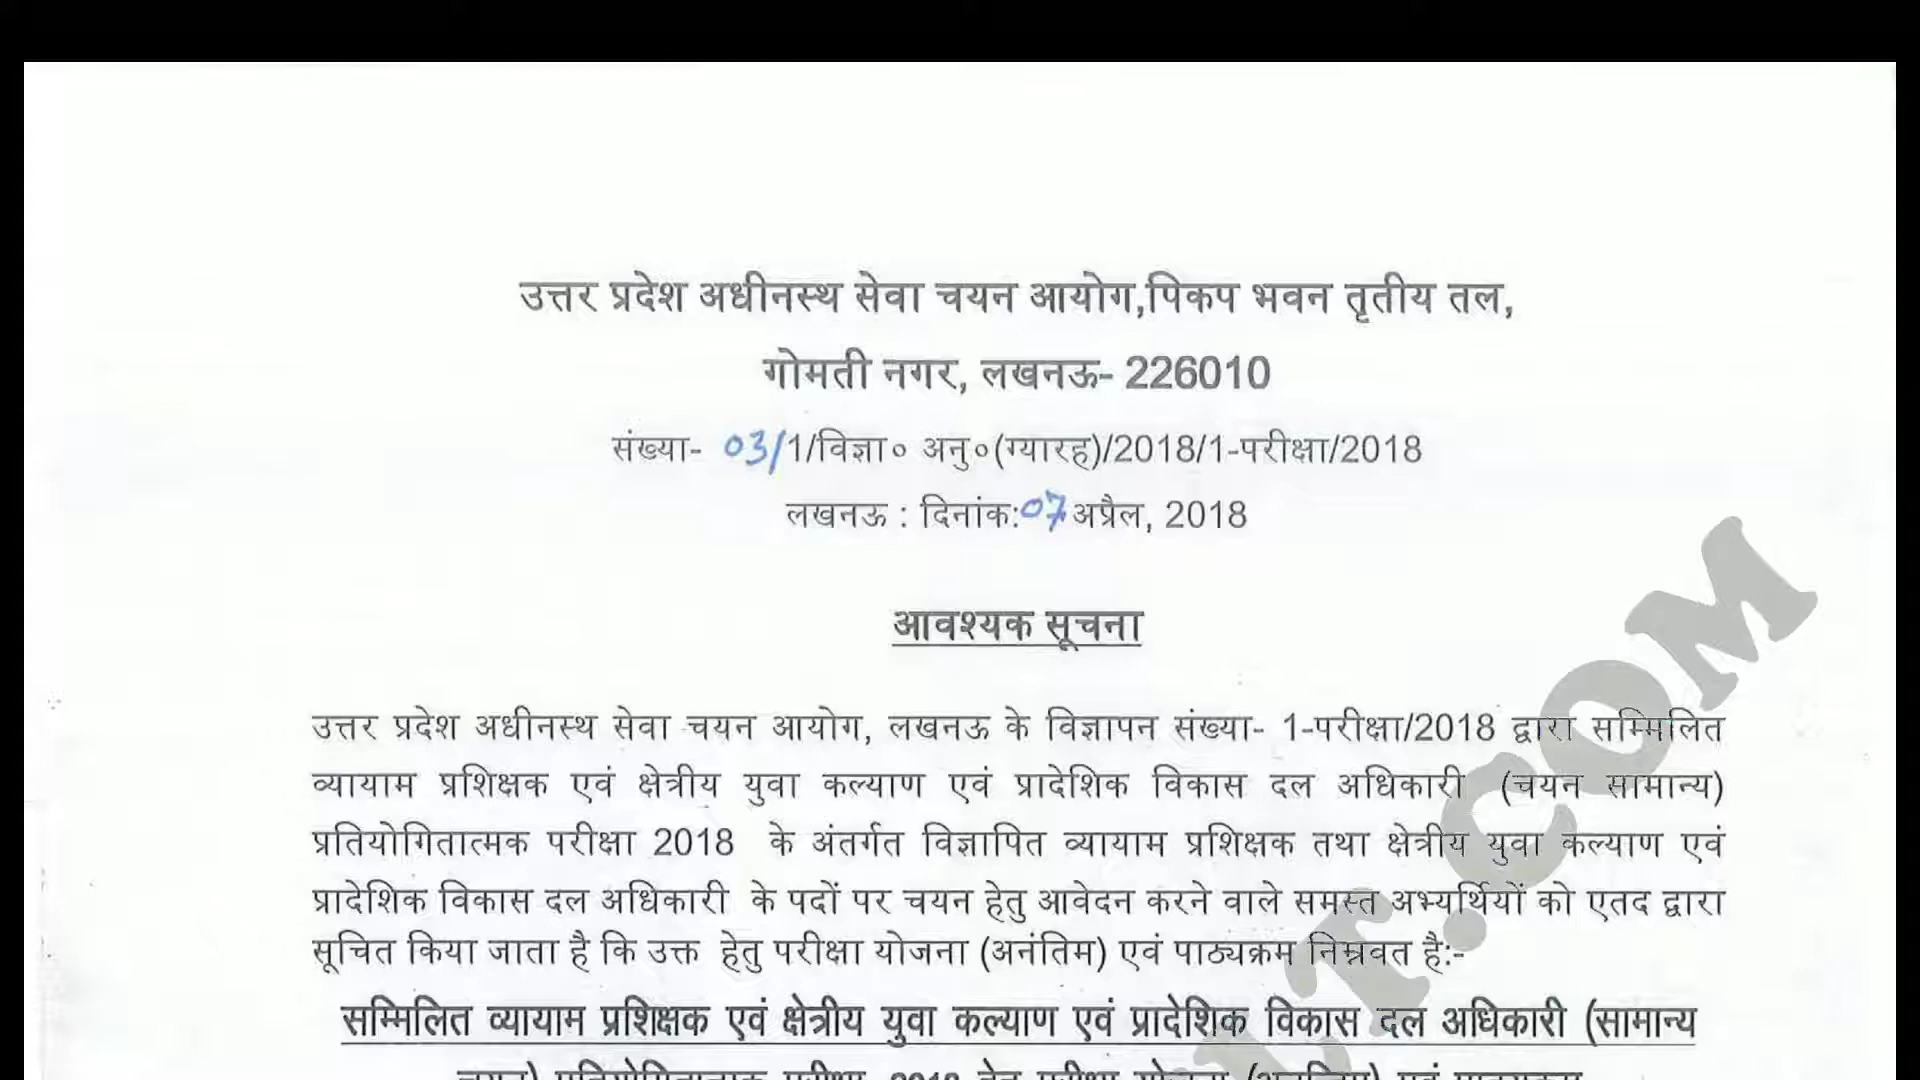 उत्तर प्रदेश अधीनस्थ सेवा चयन आयोग,पिकप भवन तृतीय तल,
गोमती नगर, लखनऊ- 226010
संख्या- 03/1/विज्ञा० अनु०(ग्यारह)/2018/1-परीक्षा/2018
लखनऊ : दिनांक:07 अप्रैल, 2018
आवश्यक सूचना
उत्तर प्रदेश अधीनस्थ सेवा चयन आयोग, लखनऊ के विज्ञापन संख्या- 1-परीक्षा/2018 द्वारा सम्मिलित
व्यायाम प्रशिक्षक एवं क्षेत्रीय युवा कल्याण एवं प्रादेशिक विकास दल अधिकारी (चयन सामान्य)
प्रतियोगितात्मक परीक्षा 2018 के अंतर्गत विज्ञापित व्यायाम प्रशिक्षक तथा क्षेत्रीय युवा कल्याण एवं
प्रादेशिक विकास दल अधिकारी के पदों पर चयन हेतु आवेदन करने वाले समस्त अभ्यर्थियों को एतद द्वारा
सूचित किया जाता है कि उक्त हेतु परीक्षा योजना (अनंतिम) एवं पाठ्यक्रम निम्नवत है:-
सम्मिलित व्यायाम प्रशिक्षक एवं क्षेत्रीय युवा कल्याण एवं प्रादेशिक विकास दल अधिकारी (सामान्य
LT.COM